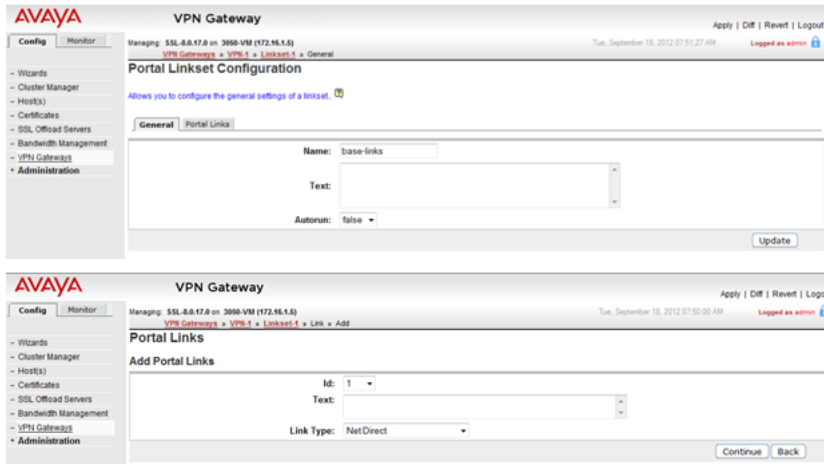 AVAYA
VPN Gateway
Apply | Diff | Revert | Logout
Config Monitor
Managing: SSL-8.0.17.0 on 3050-VM (172.16.1.5)
Tue, September 18, 2012 07:51:27 AM
Logged as admin
VPN Gateways » VPN-1 » Linkset-1 » General
Portal Linkset Configuration
Allows you to configure the general settings of a linkset..
– Wizards
– Cluster Manager
– Host(s)
– Certificates
– SSL Offload Servers
– Bandwidth Management
– VPN Gateways
• Administration
General Portal Links
Name: base-links
Text:
Autorun: false
Update
AVAYA
VPN Gateway
Apply | Diff | Revert | Logo
Config Monitor
Managing: SSL-8.0.17.0 on 3050-VM (172.16.1.5)
Tue, September 18, 2012 07:50:00 AM
Logged as admin
VPN Gateways » VPN-1 » Linkset-1 » Link » Add
Portal Links
Add Portal Links
– Wizards
– Cluster Manager
– Host(s)
– Certificates
– SSL Offload Servers
– Bandwidth Management
– VPN Gateways
• Administration
Id: 1
Text:
Link Type: NetDirect
Continue Back